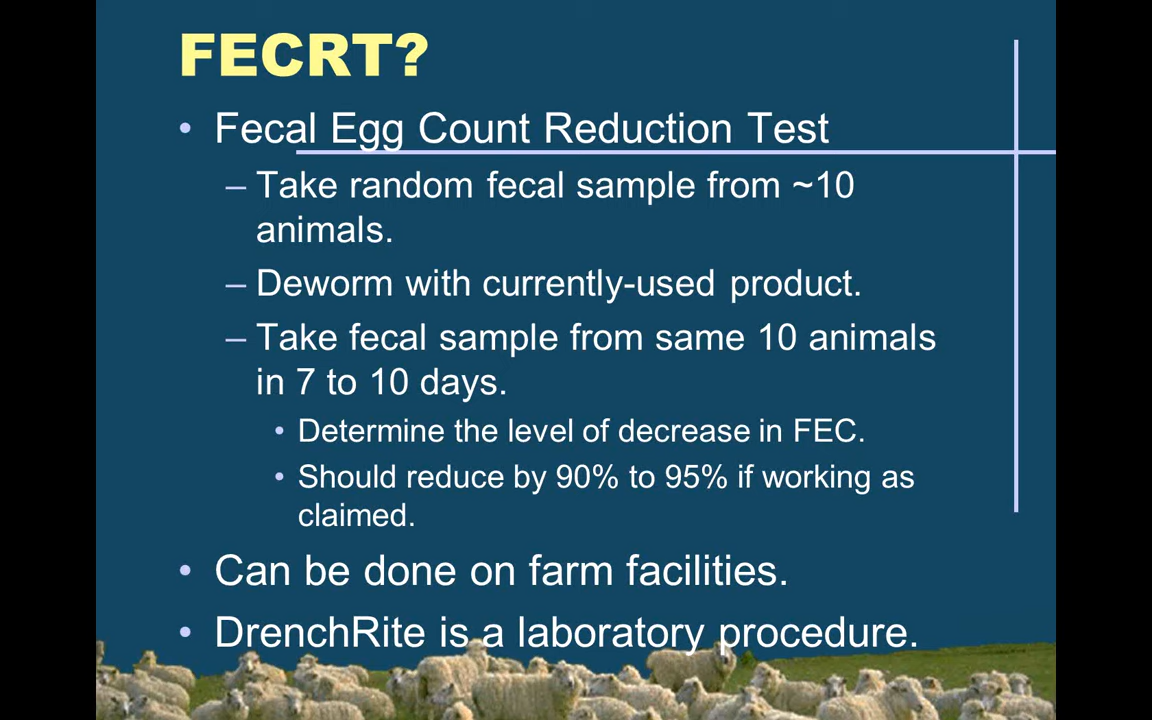 FECRT?
• Fecal Egg Count Reduction Test
– Take random fecal sample from ~10
animals.
– Deworm with currently-used product.
– Take fecal sample from same 10 animals
in 7 to 10 days.
• Determine the level of decrease in FEC.
• Should reduce by 90% to 95% if working as
claimed.
• Can be done on farm facilities.
• DrenchRite is a laboratory procedure.